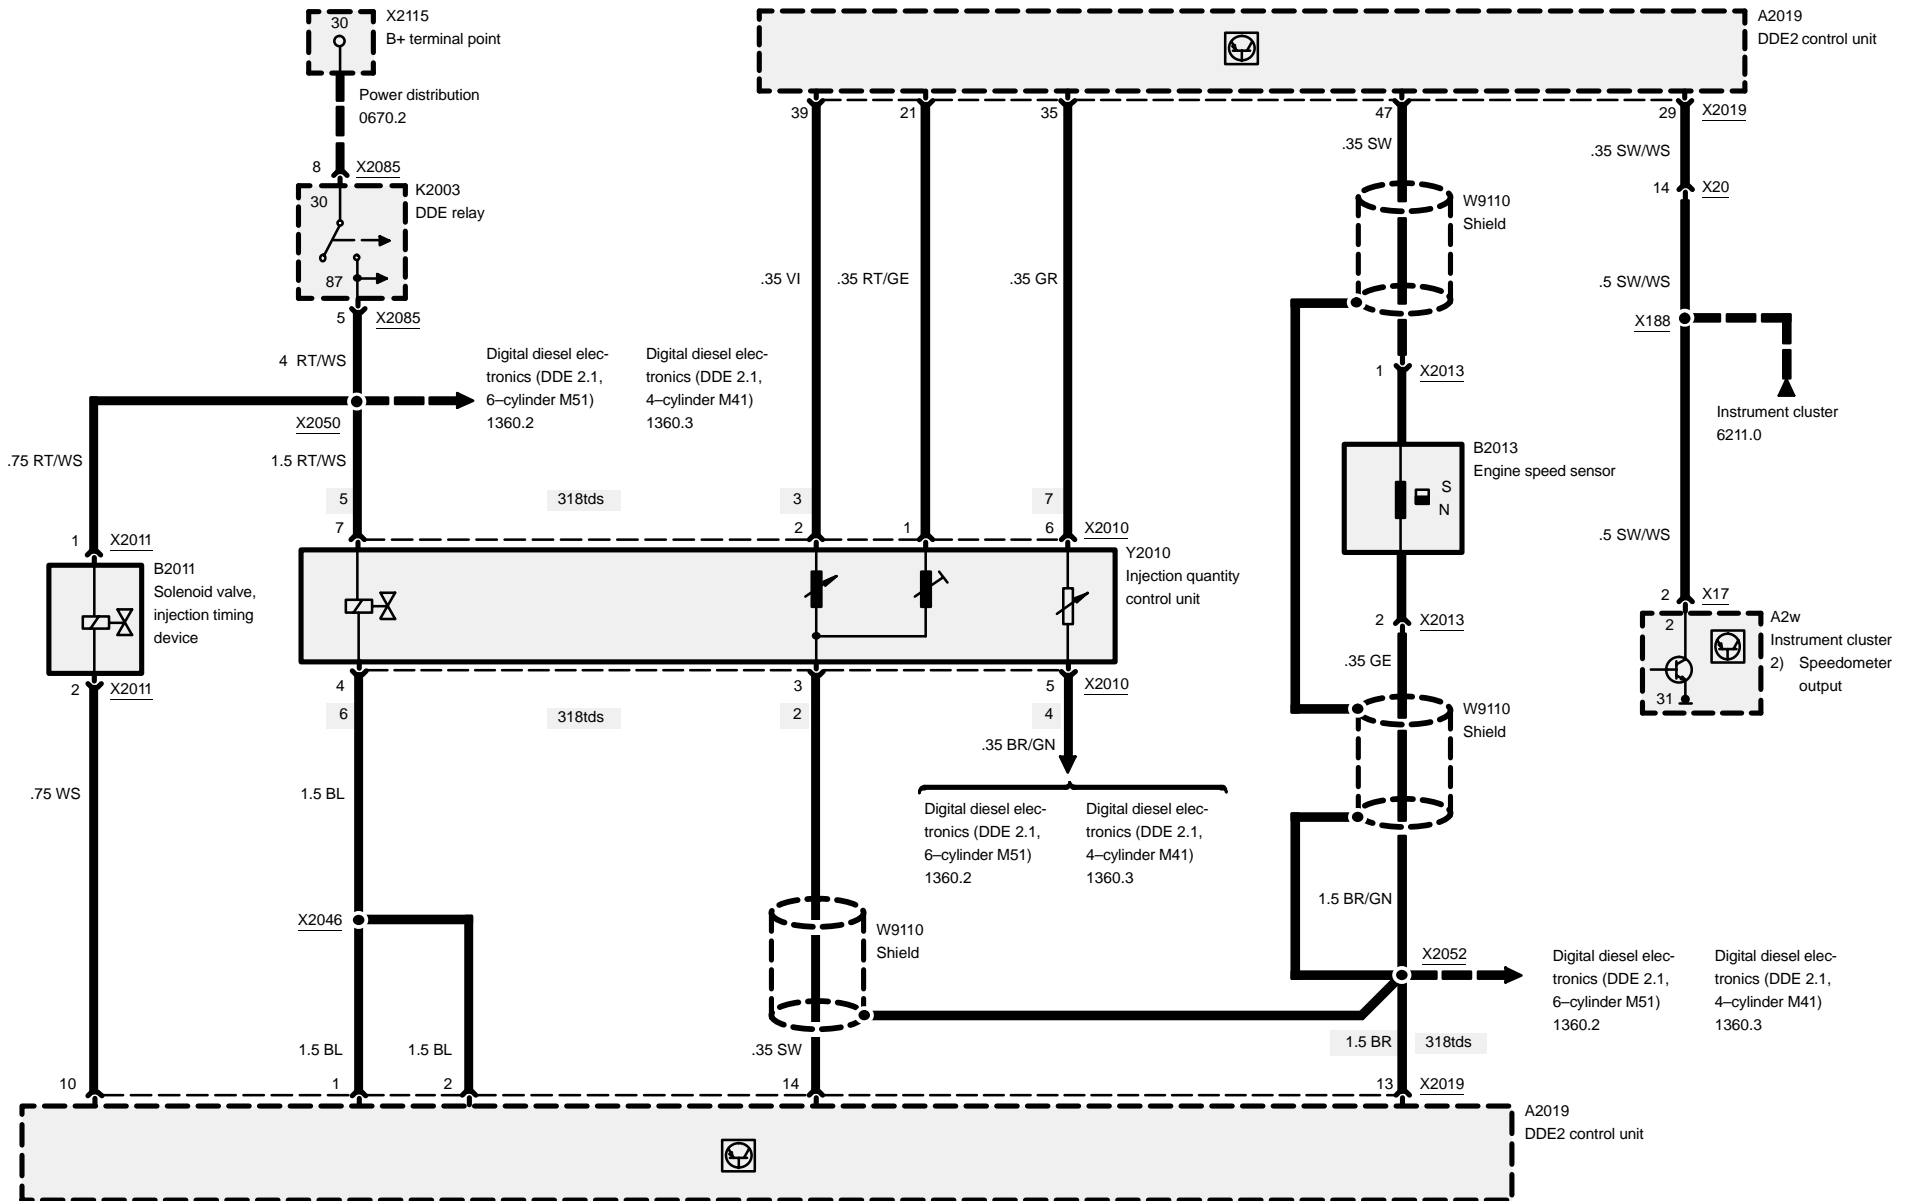 30
X2115
B+ terminal point
A2019
DDE2 control unit
Power distribution
0670.2
39
21
35
47
29
X2019
.35 SW
.35 SW/WS
8
X2085
14
X20
30
K2003
DDE relay
87
W9110
Shield
.35 VI
.35 RT/GE
.35 GR
.5 SW/WS
5
X2085
X188
4 RT/WS
Digital diesel elec-
tronics (DDE 2.1,
6–cylinder M51)
1360.2
Digital diesel elec-
tronics (DDE 2.1,
4–cylinder M41)
1360.3
1
X2013
Instrument cluster
6211.0
X2050
.75 RT/WS
1.5 RT/WS
B2013
Engine speed sensor
S
N
5
318tds
3
7
7
2
1
6
X2010
.5 SW/WS
1
X2011
B2011
Solenoid valve,
injection timing
device
Y2010
Injection quantity
control unit
2
X17
2
X2013
A2w
Instrument cluster
2) Speedometer
output
2
31
.35 GE
2
X2011
4
3
5
X2010
6
318tds
2
4
W9110
Shield
.35 BR/GN
.75 WS
1.5 BL
Digital diesel elec-
tronics (DDE 2.1,
6–cylinder M51)
1360.2
Digital diesel elec-
tronics (DDE 2.1,
4–cylinder M41)
1360.3
1.5 BR/GN
X2046
W9110
Shield
X2052
Digital diesel elec-
tronics (DDE 2.1,
6–cylinder M51)
1360.2
Digital diesel elec-
tronics (DDE 2.1,
4–cylinder M41)
1360.3
1.5 BL
1.5 BL
.35 SW
1.5 BR
318tds
10
1
2
14
13
X2019
A2019
DDE2 control unit